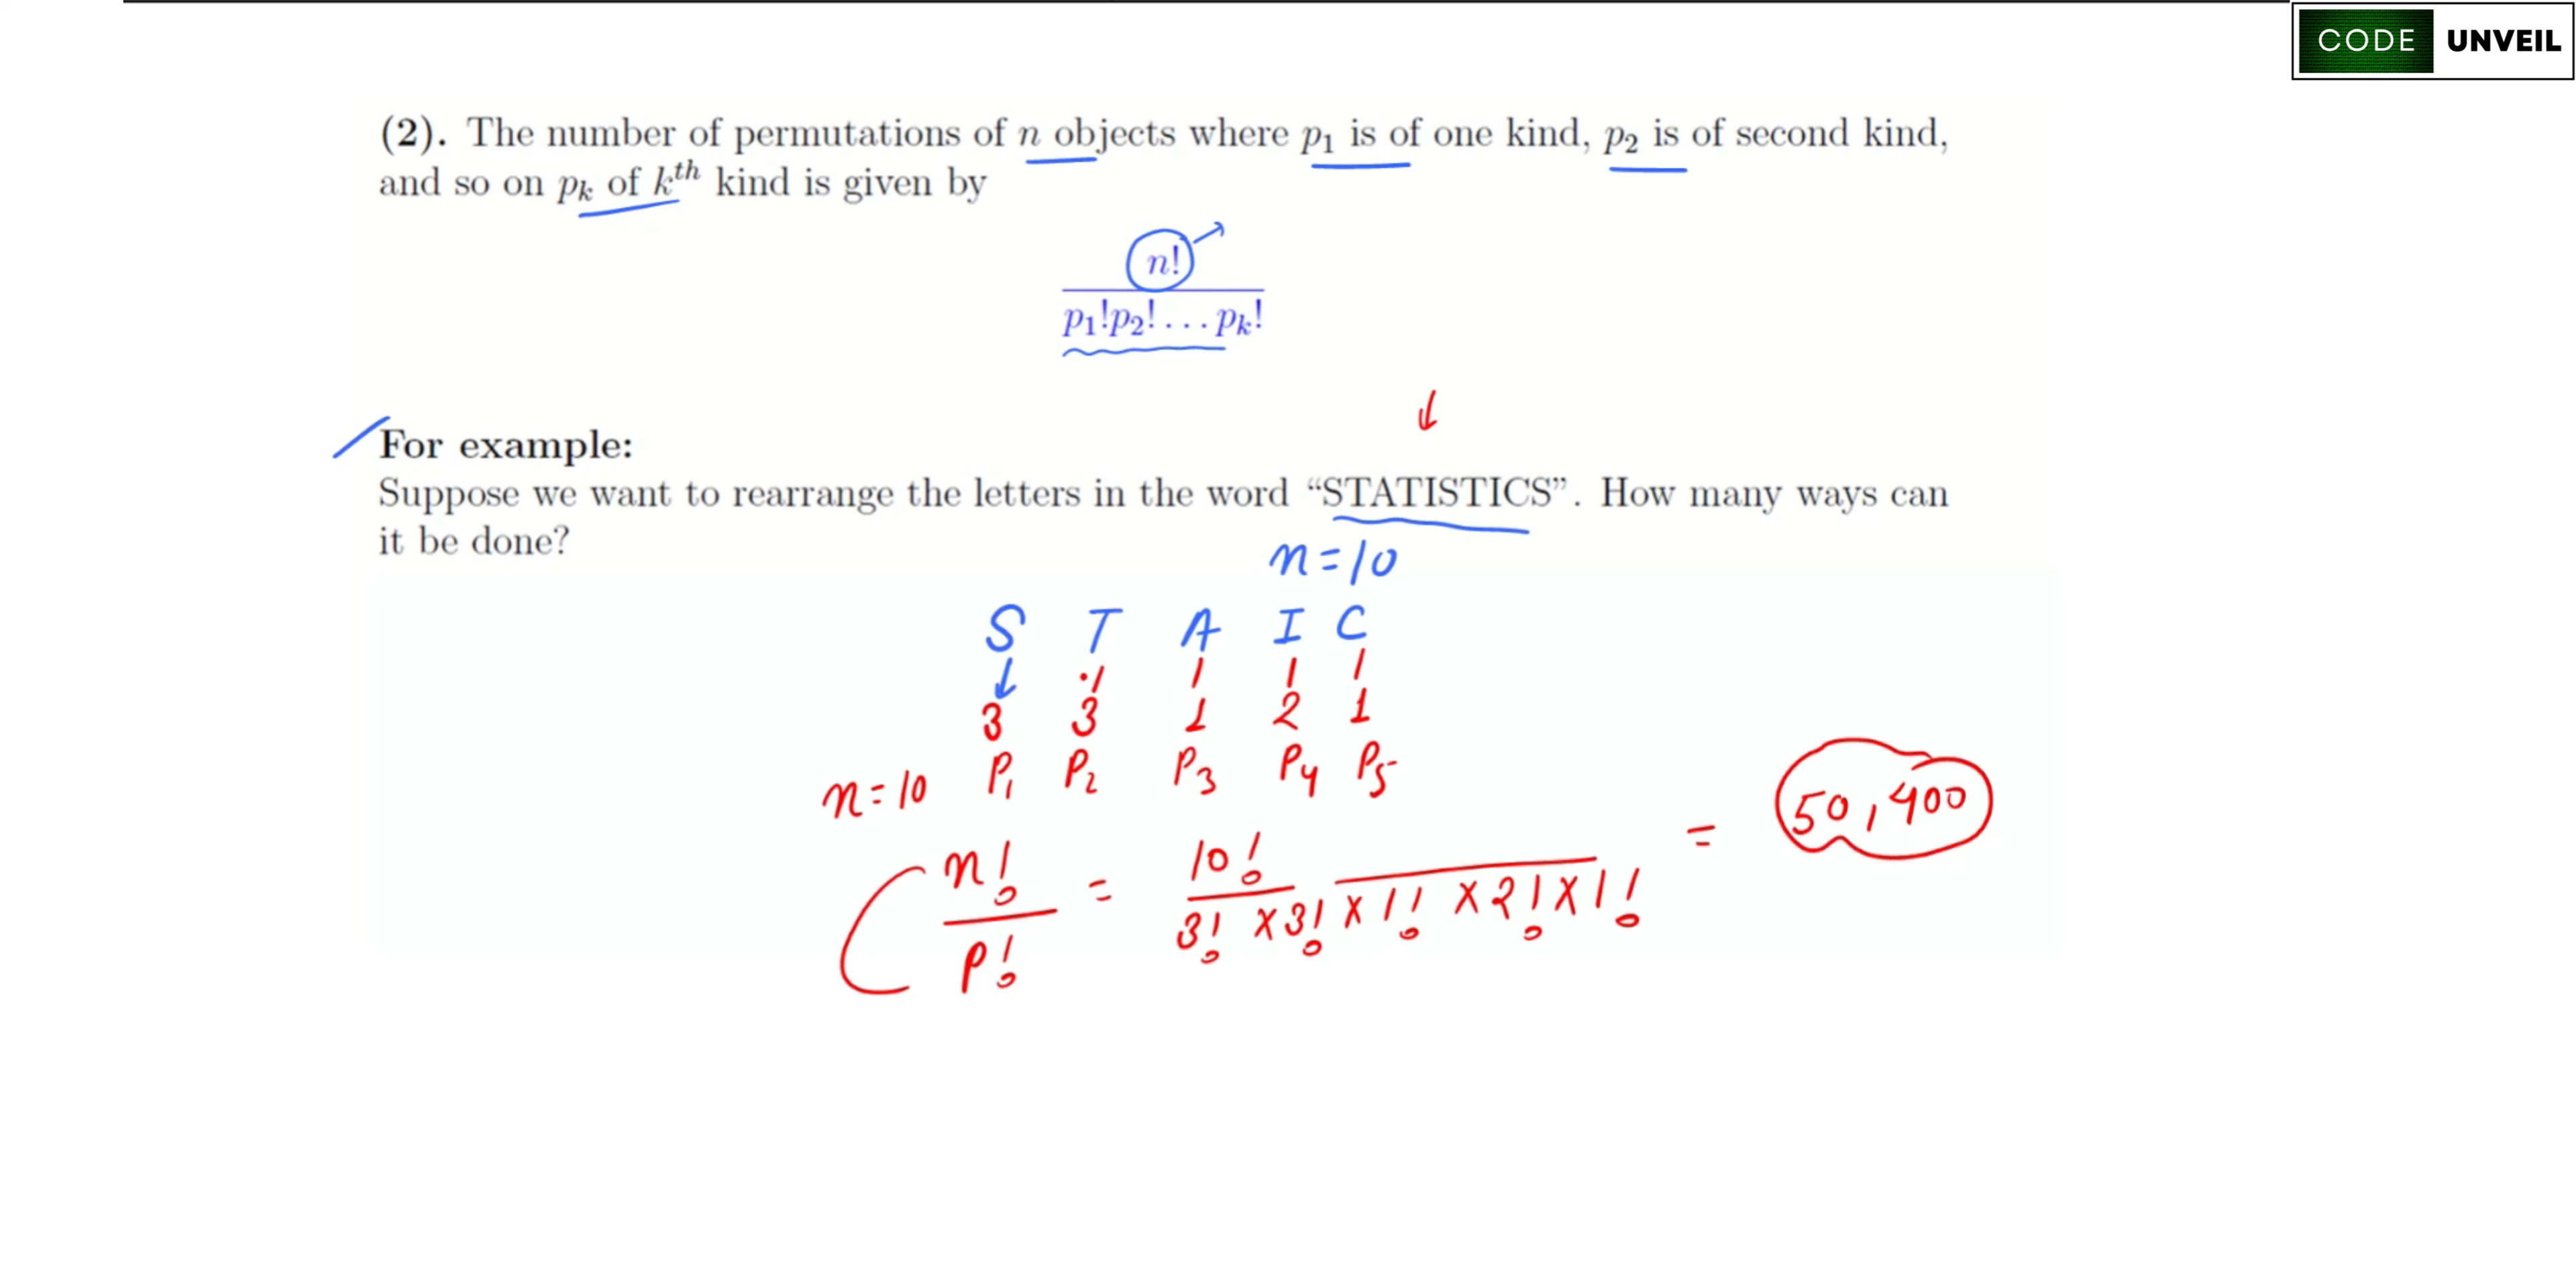 CODE UNVEIL
(2). The number of permutations of n objects where p₁ is of one kind, p₂ is of second kind,
and so on pₖ of kᵗʰ kind is given by
n!
p₁!p₂!...pₖ!
For example:
Suppose we want to rearrange the letters in the word “STATISTICS”. How many ways can
it be done?
n=10
S T A I C
3 3 1 2 1
n=10 P₁ P₂ P₃ P₄ P₅
n! = 10! = 50,400
P! 3! x3! x 1! x2! x1!